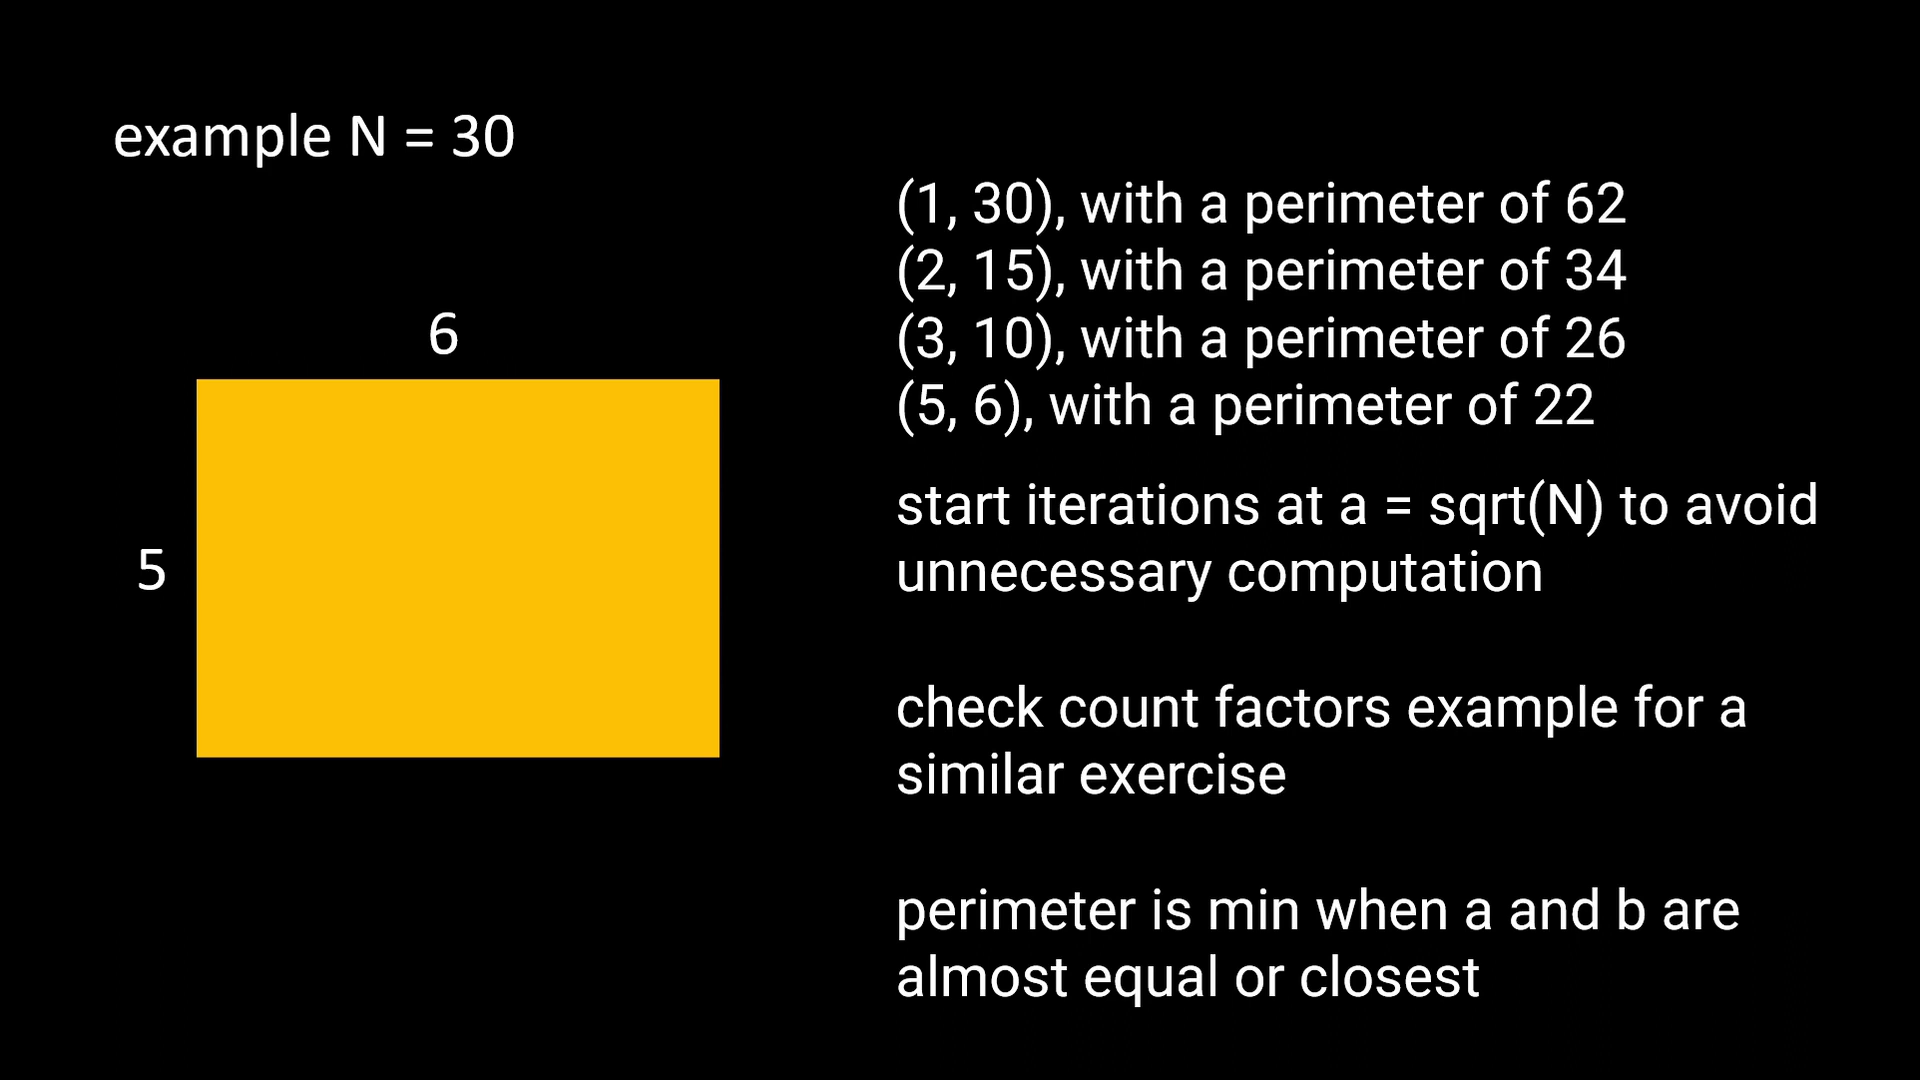 example N = 30
6
5
(1, 30), with a perimeter of 62
(2, 15), with a perimeter of 34
(3, 10), with a perimeter of 26
(5, 6), with a perimeter of 22
start iterations at a = sqrt(N) to avoid
unnecessary computation
check count factors example for a
similar exercise
perimeter is min when a and b are
almost equal or closest